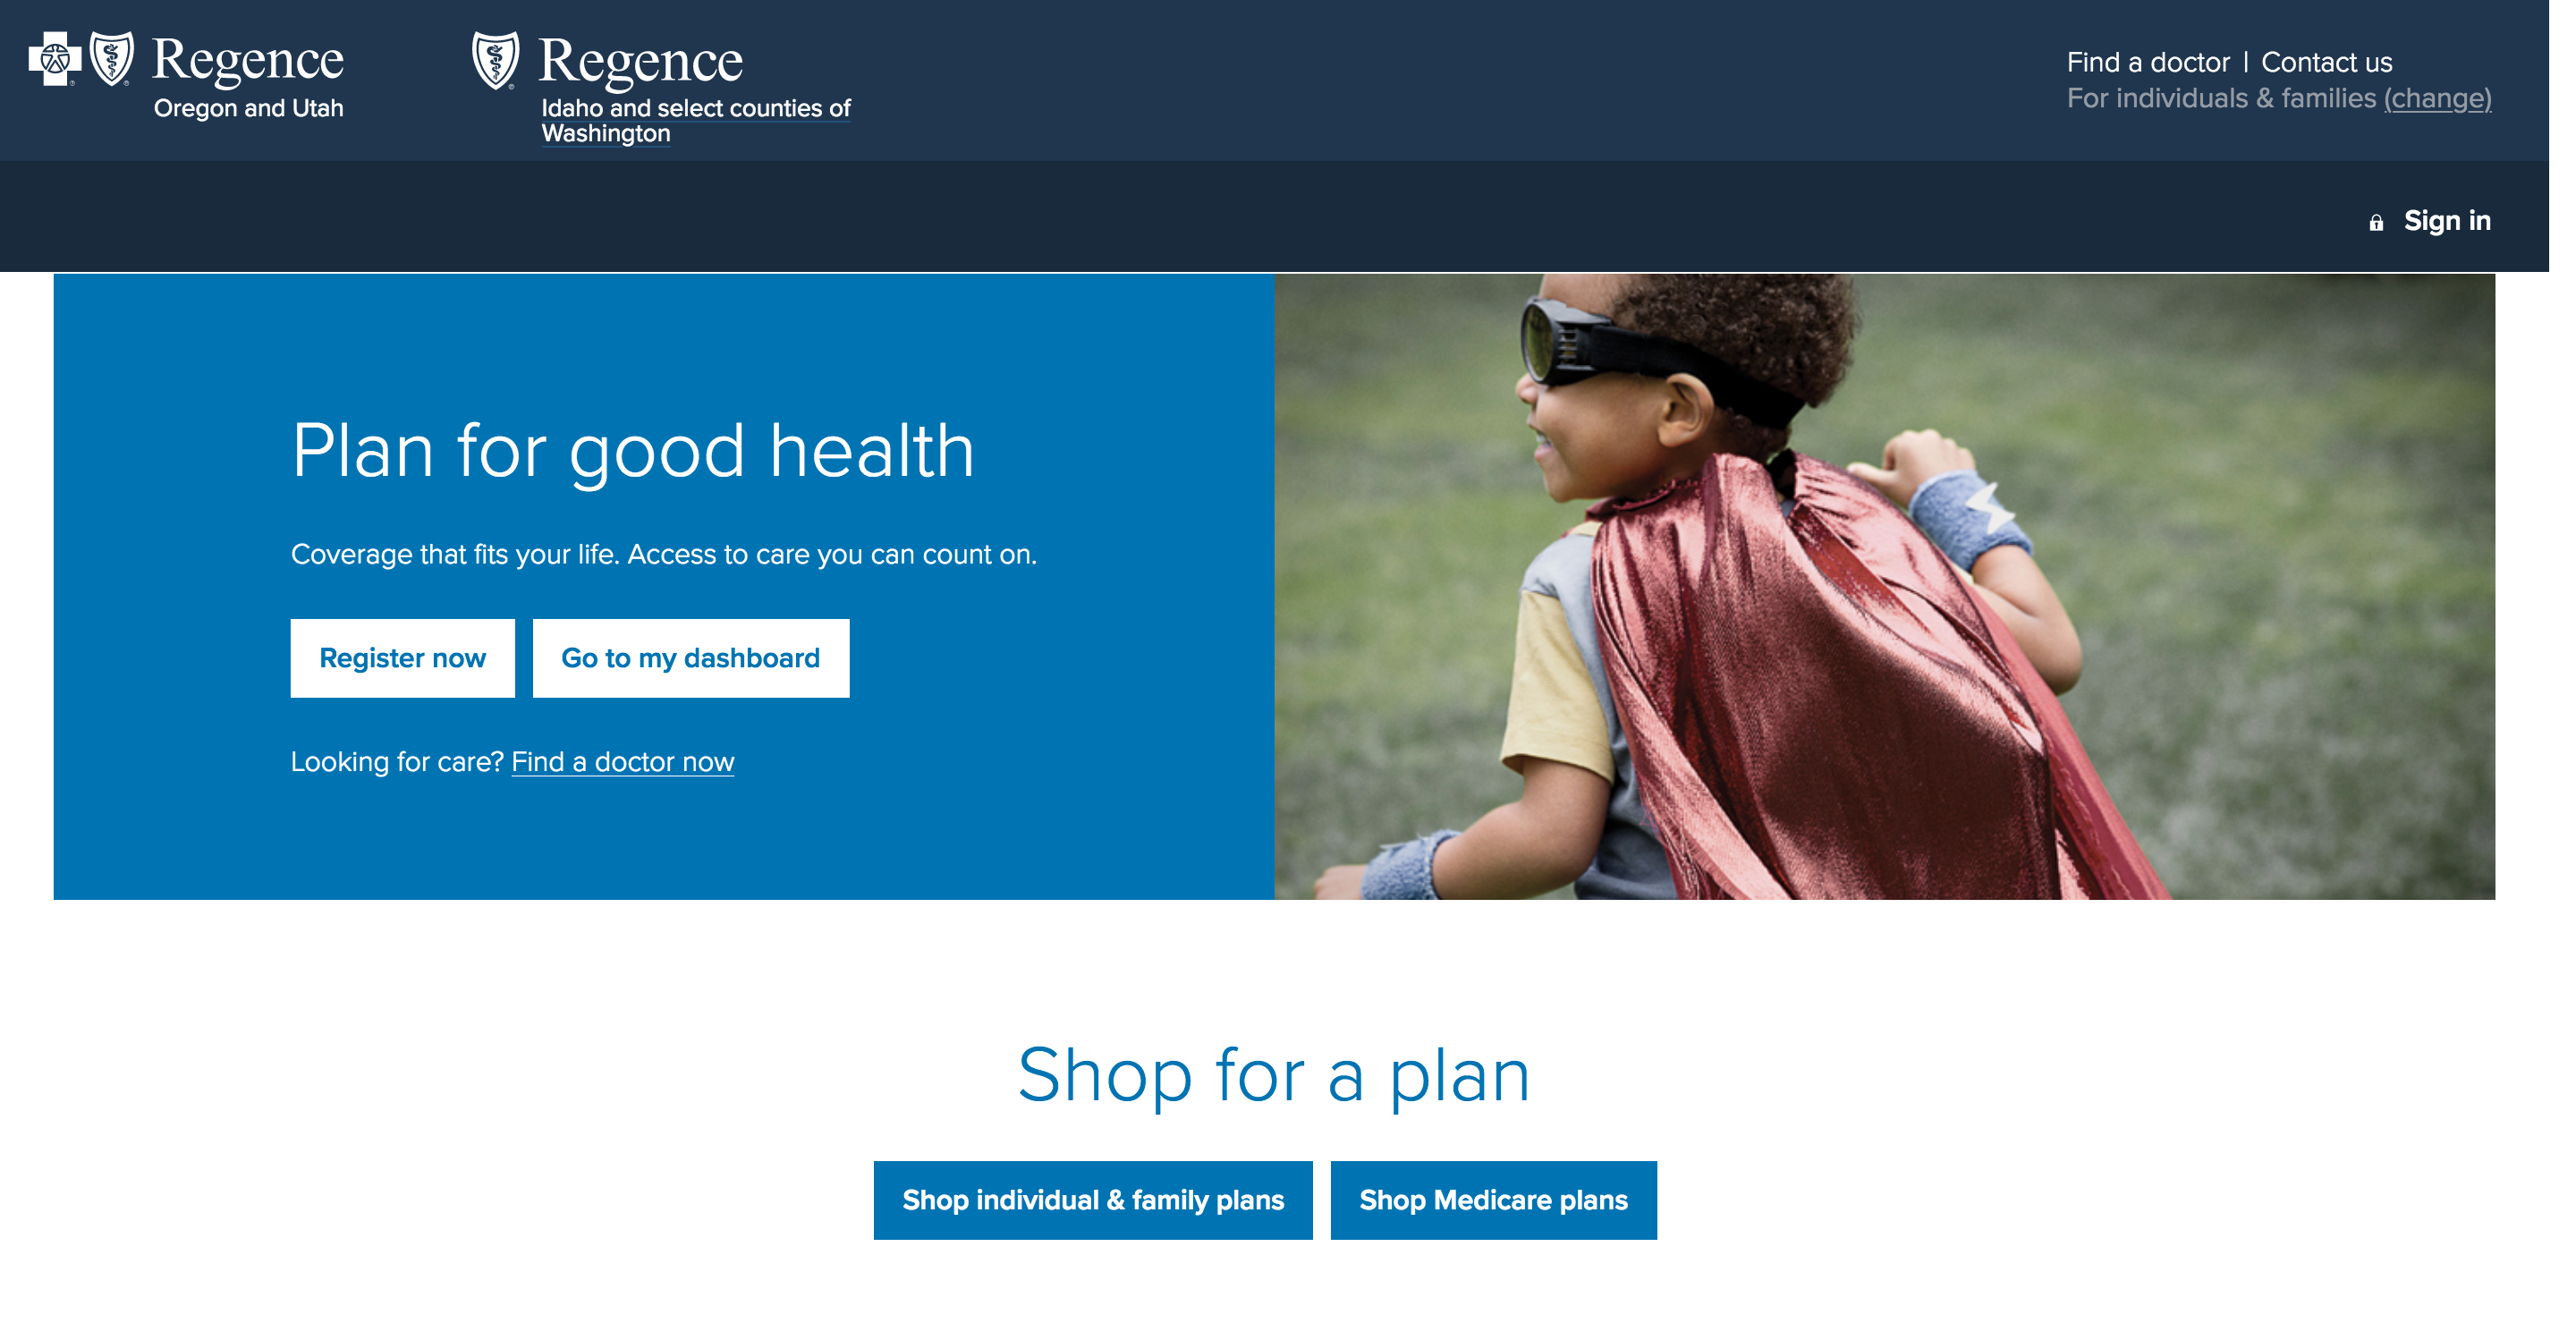 Regence
Oregon and Utah
Regence
Idaho and select counties of
Washington
Find a doctor | Contact us
For individuals & families (change)
Sign in
Plan for good health
Coverage that fits your life. Access to care you can count on.
Register now
Go to my dashboard
Looking for care? Find a doctor now
Shop for a plan
Shop individual & family plans
Shop Medicare plans